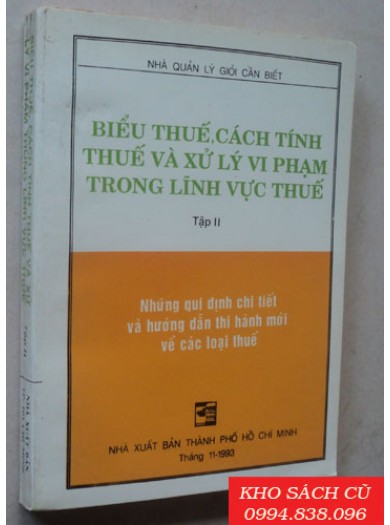 NHÀ QUẢN LÝ GIỎI CẦN BIẾT
BIỂU THUẾ, CÁCH TÍNH
THUẾ VÀ XỬ LÝ VI PHẠM
TRONG LĨNH VỰC THUẾ
Tập II
Những qui định chi tiết
và hướng dẫn thi hành mới
về các loại thuế
NHÀ XUẤT BẢN THÀNH PHỐ HỒ CHÍ MINH
Tháng 11-1993
KHO SÁCH CŨ
0994.838.096